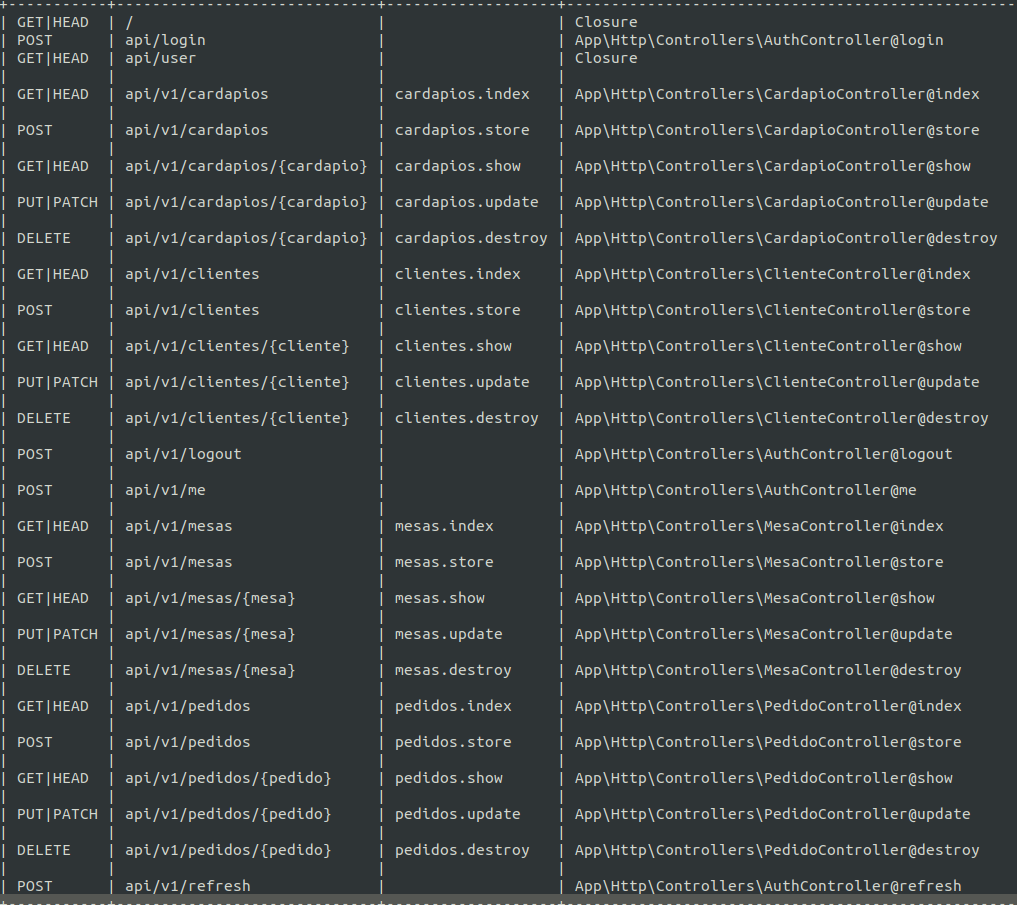 | GET|HEAD | / | | Closure
| POST | api/login | | App\Http\Controllers\AuthController@login
| GET|HEAD | api/user | | Closure
| GET|HEAD | api/v1/cardapios | cardapios.index | App\Http\Controllers\CardapioController@index
| POST | api/v1/cardapios | cardapios.store | App\Http\Controllers\CardapioController@store
| GET|HEAD | api/v1/cardapios/{cardapio} | cardapios.show | App\Http\Controllers\CardapioController@show
| PUT|PATCH | api/v1/cardapios/{cardapio} | cardapios.update | App\Http\Controllers\CardapioController@update
| DELETE | api/v1/cardapios/{cardapio} | cardapios.destroy | App\Http\Controllers\CardapioController@destroy
| GET|HEAD | api/v1/clientes | clientes.index | App\Http\Controllers\ClienteController@index
| POST | api/v1/clientes | clientes.store | App\Http\Controllers\ClienteController@store
| GET|HEAD | api/v1/clientes/{cliente} | clientes.show | App\Http\Controllers\ClienteController@show
| PUT|PATCH | api/v1/clientes/{cliente} | clientes.update | App\Http\Controllers\ClienteController@update
| DELETE | api/v1/clientes/{cliente} | clientes.destroy | App\Http\Controllers\ClienteController@destroy
| POST | api/v1/logout | | App\Http\Controllers\AuthController@logout
| POST | api/v1/me | | App\Http\Controllers\AuthController@me
| GET|HEAD | api/v1/mesas | mesas.index | App\Http\Controllers\MesaController@index
| POST | api/v1/mesas | mesas.store | App\Http\Controllers\MesaController@store
| GET|HEAD | api/v1/mesas/{mesa} | mesas.show | App\Http\Controllers\MesaController@show
| PUT|PATCH | api/v1/mesas/{mesa} | mesas.update | App\Http\Controllers\MesaController@update
| DELETE | api/v1/mesas/{mesa} | mesas.destroy | App\Http\Controllers\MesaController@destroy
| GET|HEAD | api/v1/pedidos | pedidos.index | App\Http\Controllers\PedidoController@index
| POST | api/v1/pedidos | pedidos.store | App\Http\Controllers\PedidoController@store
| GET|HEAD | api/v1/pedidos/{pedido} | pedidos.show | App\Http\Controllers\PedidoController@show
| PUT|PATCH | api/v1/pedidos/{pedido} | pedidos.update | App\Http\Controllers\PedidoController@update
| DELETE | api/v1/pedidos/{pedido} | pedidos.destroy | App\Http\Controllers\PedidoController@destroy
| POST | api/v1/refresh | | App\Http\Controllers\AuthController@refresh